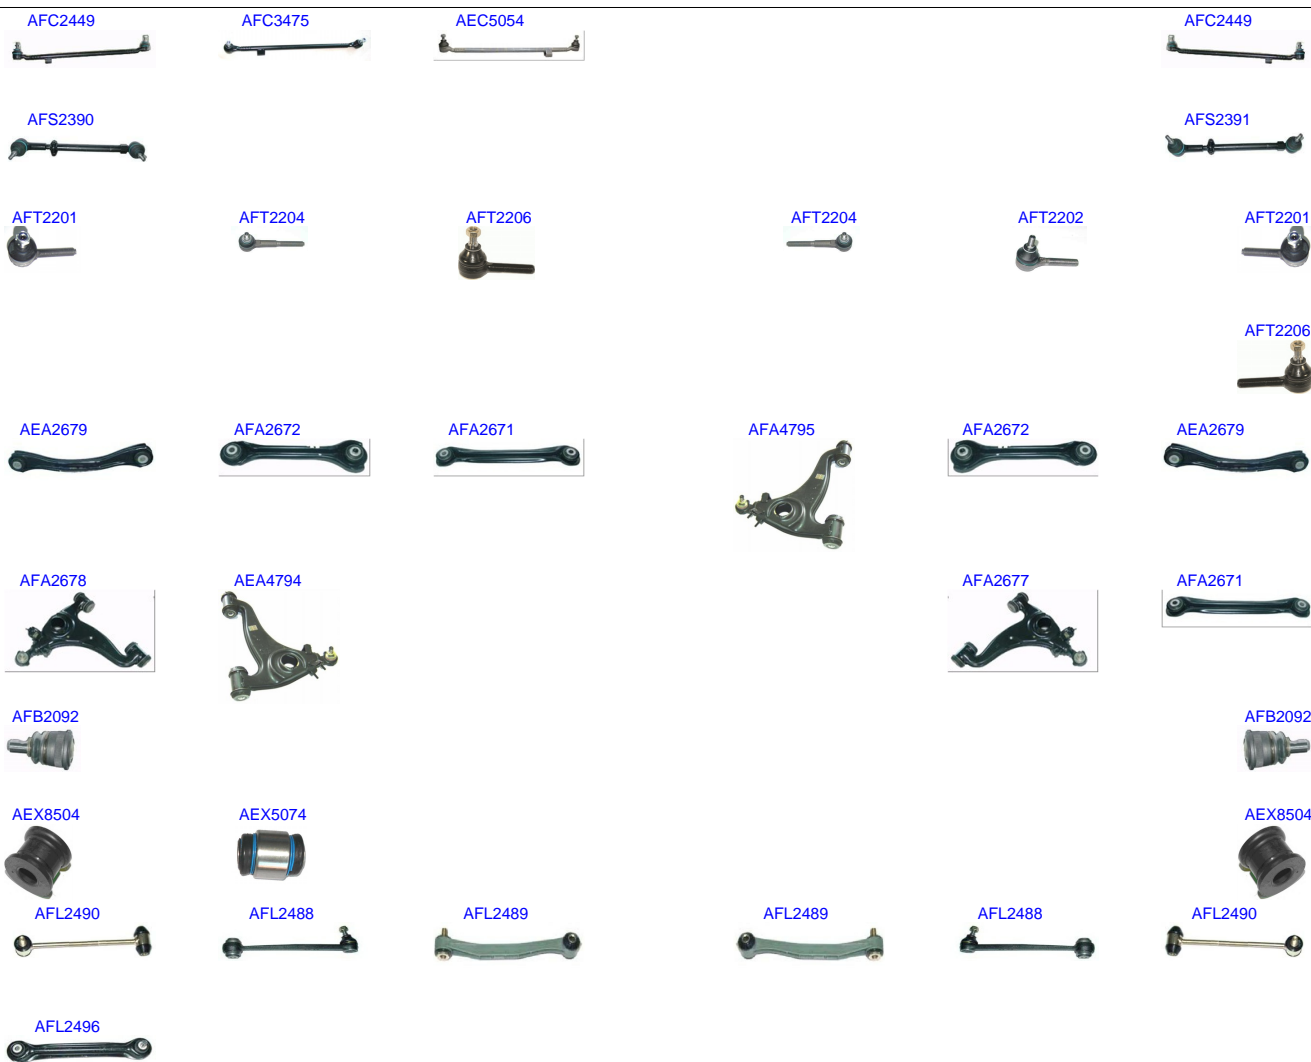 AFC2449 AFC3475 AEC5054 AFC2449
AFS2390 AFS2391
AFT2201 AFT2204 AFT2206 AFT2204 AFT2202 AFT2201
AFT2206
AEA2679 AFA2672 AFA2671 AFA4795 AFA2672 AEA2679
AFA2678 AEA4794 AFA2677 AFA2671
AFB2092 AFB2092
AEX8504 AEX5074 AEX8504
AFL2490 AFL2488 AFL2489 AFL2489 AFL2488 AFL2490
AFL2496